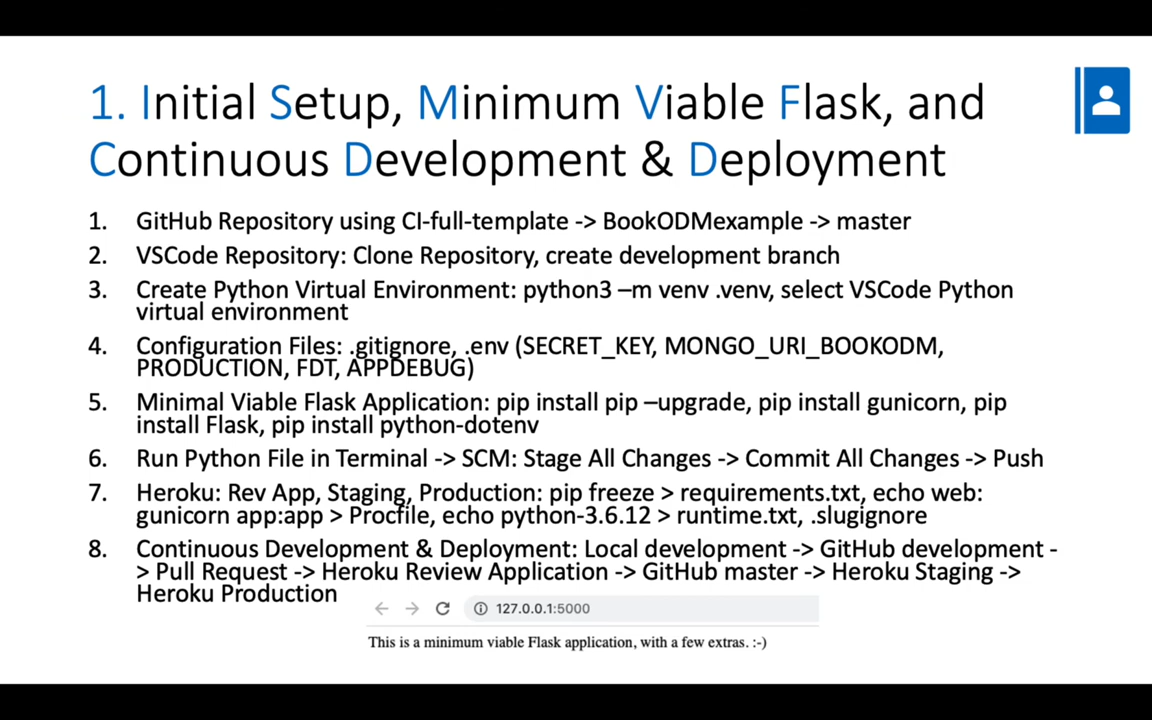 1. Initial Setup, Minimum Viable Flask, and
Continuous Development & Deployment
1. GitHub Repository using CI-full-template -> BookODMexample -> master
2. VSCode Repository: Clone Repository, create development branch
3. Create Python Virtual Environment: python3 –m venv .venv, select VSCode Python
virtual environment
4. Configuration Files: .gitignore, .env (SECRET_KEY, MONGO_URI_BOOKODM,
PRODUCTION, FDT, APPDEBUG)
5. Minimal Viable Flask Application: pip install pip –upgrade, pip install gunicorn, pip
install Flask, pip install python-dotenv
6. Run Python File in Terminal -> SCM: Stage All Changes -> Commit All Changes -> Push
7. Heroku: Rev App, Staging, Production: pip freeze > requirements.txt, echo web:
gunicorn app:app > Procfile, echo python-3.6.12 > runtime.txt, .slugignore
8. Continuous Development & Deployment: Local development -> GitHub development -
> Pull Request -> Heroku Review Application -> GitHub master -> Heroku Staging ->
Heroku Production
127.0.0.1:5000
This is a minimum viable Flask application, with a few extras. :-)